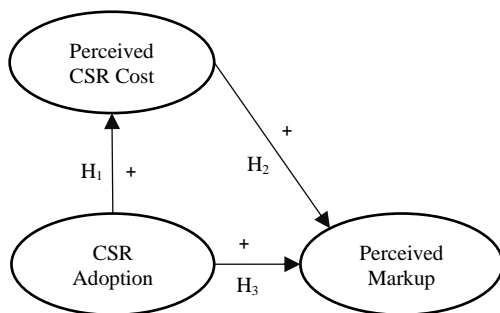 Perceived
CSR Cost
+
H₂
H₁ +
CSR
Adoption
+
H₃
Perceived
Markup